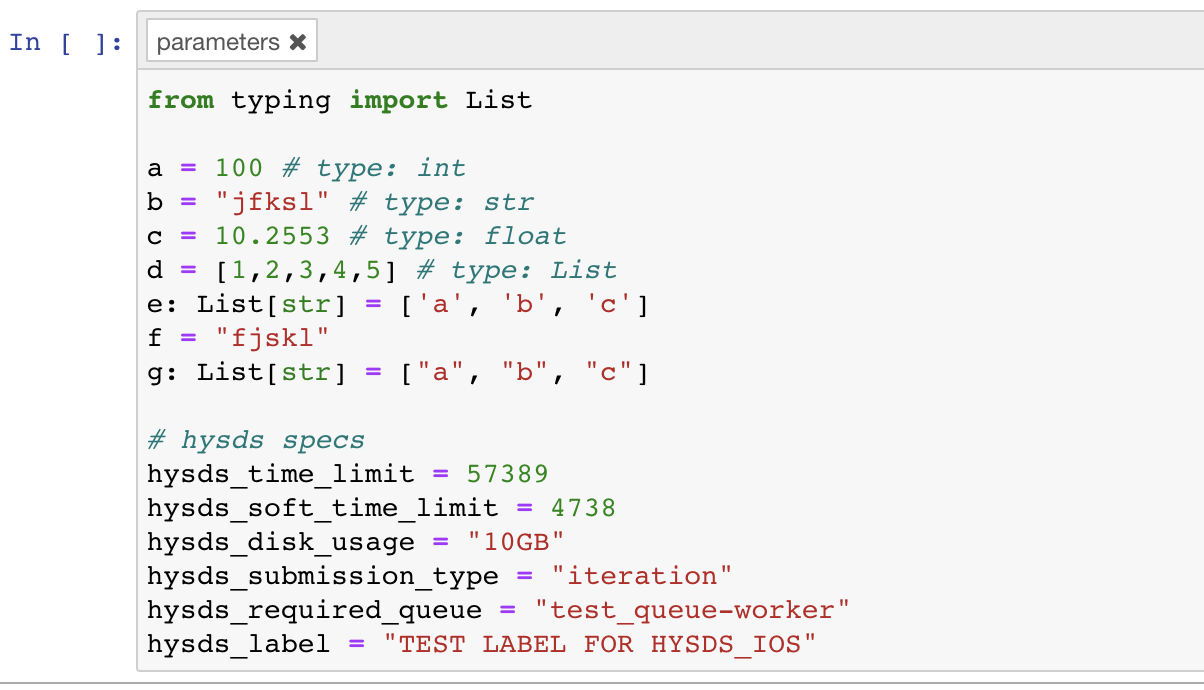 In [ ]:
parameters ✖
from typing import List
a = 100 # type: int
b = "jfksl" # type: str
c = 10.2553 # type: float
d = [1,2,3,4,5] # type: List
e: List[str] = ['a', 'b', 'c']
f = "fjskl"
g: List[str] = ["a", "b", "c"]
# hysds specs
hysds_time_limit = 57389
hysds_soft_time_limit = 4738
hysds_disk_usage = "10GB"
hysds_submission_type = "iteration"
hysds_required_queue = "test_queue-worker"
hysds_label = "TEST LABEL FOR HYSDS_IOS"